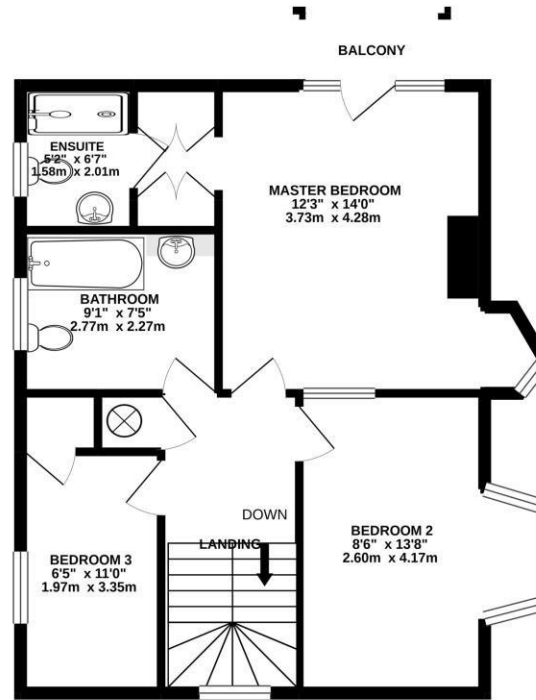 BALCONY
ENSUITE
5'2" x 6'7"
1.58m x 2.01m
MASTER BEDROOM
12'3" x 14'0"
3.73m x 4.28m
BATHROOM
9'1" x 7'5"
2.77m x 2.27m
DOWN
LANDING
BEDROOM 2
8'6" x 13'8"
2.60m x 4.17m
BEDROOM 3
6'5" x 11'0"
1.97m x 3.35m